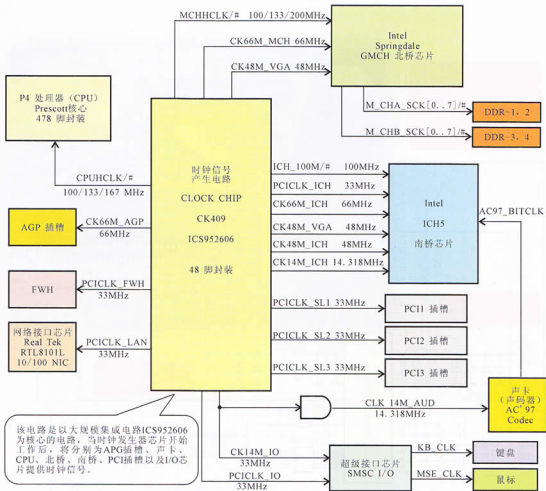 MCHHCLK/# 100/133/200MHz
CK66M_MCH 66MHz
CK48M_VGA 48MHz
Intel
Springdale
GMCH 北桥芯片
P4 处理器（CPU）
Prescott核心
478 脚封装
M_CHA_SCK[0..7]/#
DDR-1, 2
M_CHB_SCK[0..7]/#
DDR-3, 4
CPUHCLK/#
100/133/167 MHz
时钟信号
产生电路
CLOCK CHIP
CK409
ICS952606
48 脚封装
ICH_100M/# 100MHz
PCICLK_ICH 33MHz
CK66M_ICH 66MHz
CK48M_VGA 48MHz
CK48M_ICH 48MHz
CK14M_ICH 14.318MHz
Intel
ICH5
南桥芯片
AC97_BITCLK
AGP 插槽
CK66M_AGP
66MHz
FWH
PCICLK_FWH
33MHz
网络接口芯片
Real Tek
RTL8101L
10/100 NIC
PCICLK_LAN
33MHz
PCICLK_SL1 33MHz
PCI1 插槽
PCICLK_SL2 33MHz
PCI2 插槽
PCICLK_SL3 33MHz
PCI3 插槽
CLK 14M_AUD
14.318MHz
声卡
（声码器）
AC' 97
Codec
该电路是以大规模集成电路ICS952606
为核心的电路，当时钟发生器芯片开始
工作后，将分别为APG插槽、声卡、
CPU、北桥、南桥、PCI插槽以及I/O芯
片提供时钟信号。
CK14M_IO
33MHz
PCICLK_IO
33MHz
超级接口芯片
SMSC I/O
KB_CLK
键盘
MSE_CLK
鼠标